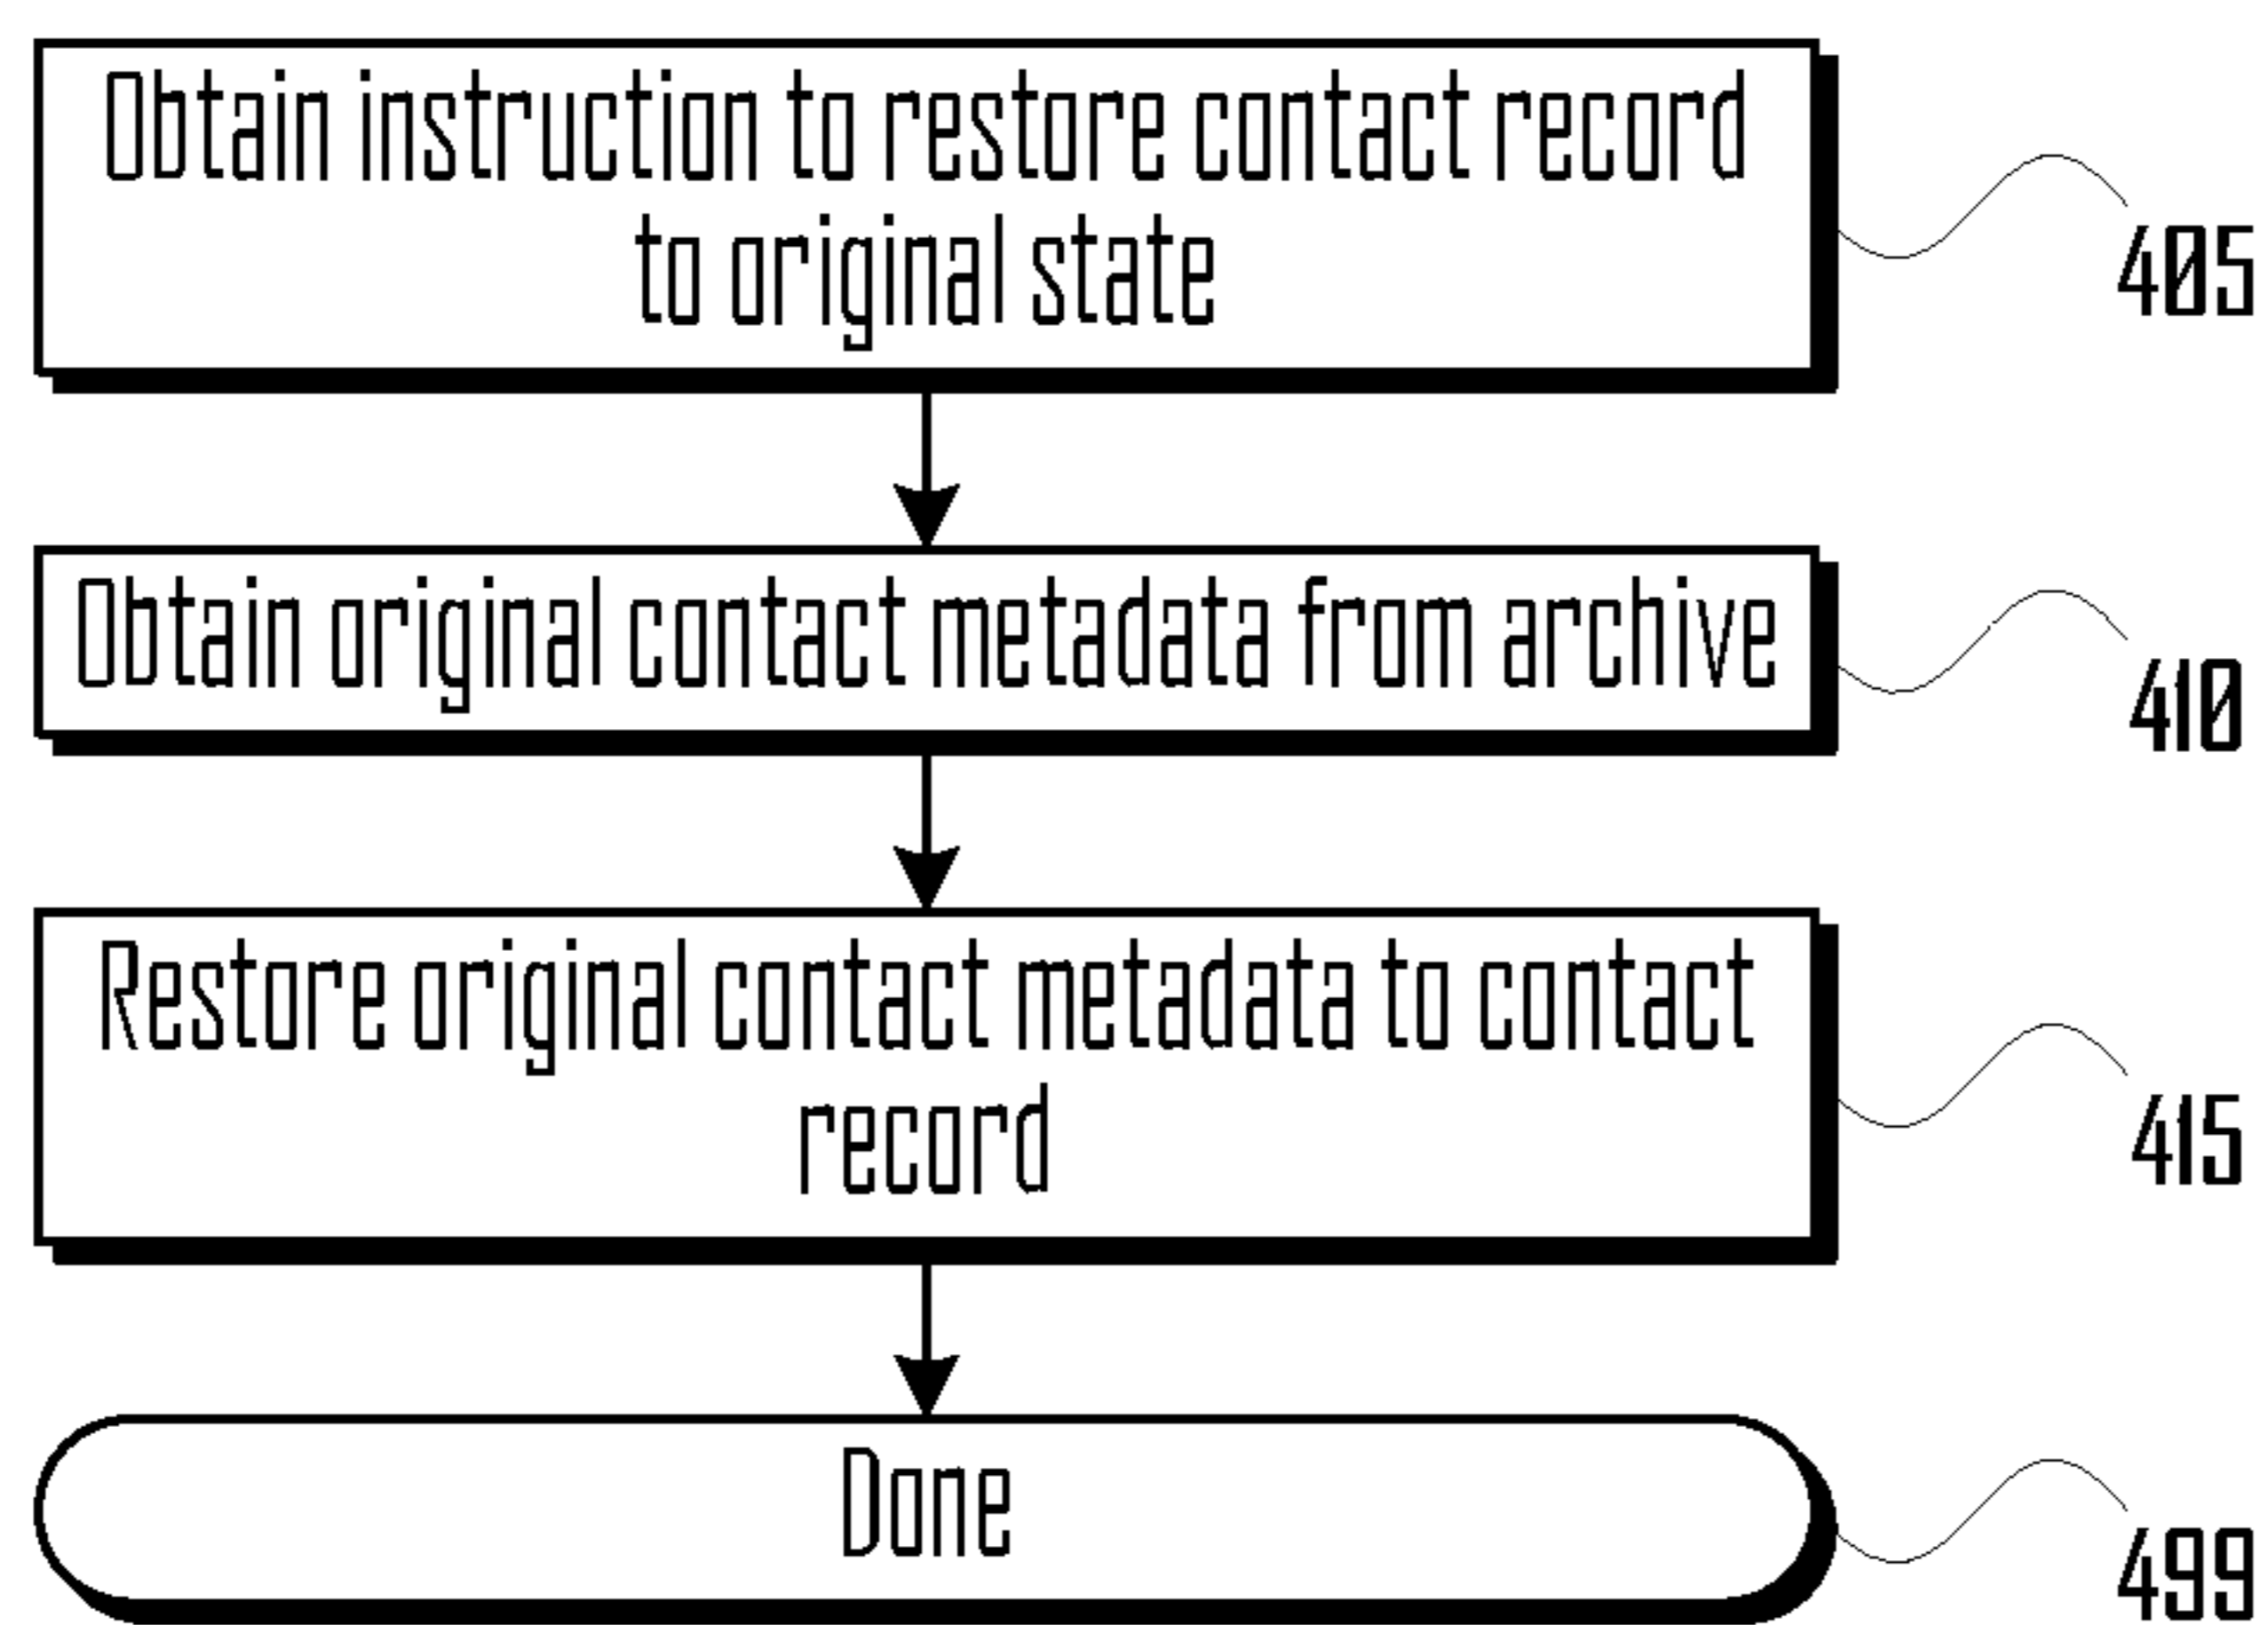 Obtain instruction to restore contact record
to original state
405
Obtain original contact metadata from archive
410
Restore original contact metadata to contact
record
415
Done
499